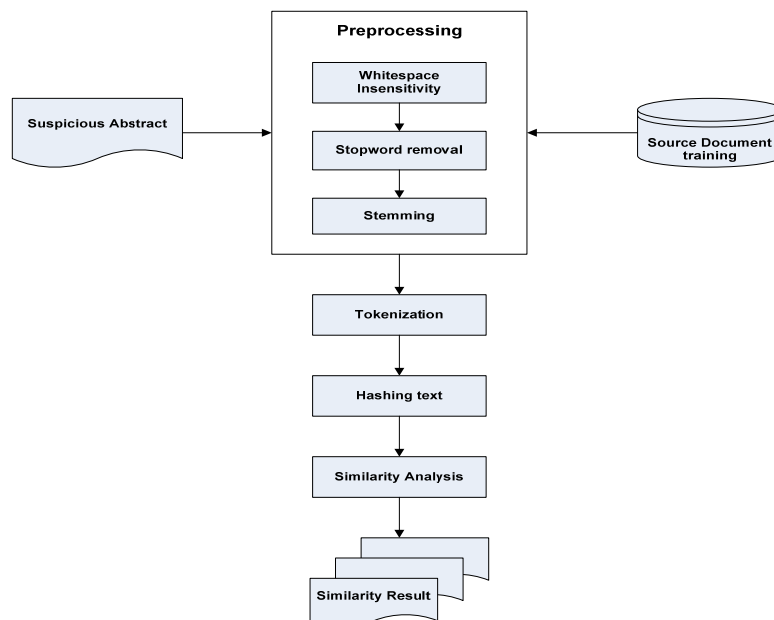 Preprocessing
Whitespace
Insensitivity
Suspicious Abstract
Stopword removal
Source Document
training
Stemming
Tokenization
Hashing text
Similarity Analysis
Similarity Result